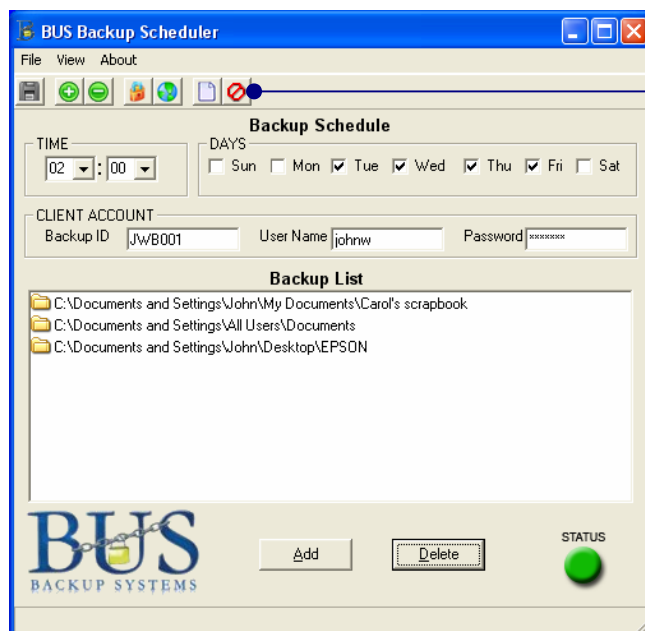 BUS Backup Scheduler
File View About
Backup Schedule
TIME
02 : 00
DAYS
Sun Mon Tue Wed Thu Fri Sat
CLIENT ACCOUNT
Backup ID JWB001 User Name johnw Password *******
Backup List
C:\Documents and Settings\John\My Documents\Carol's scrapbook
C:\Documents and Settings\All Users\Documents
C:\Documents and Settings\John\Desktop\EPSON
BUS
BACKUP SYSTEMS
Add Delete
STATUS